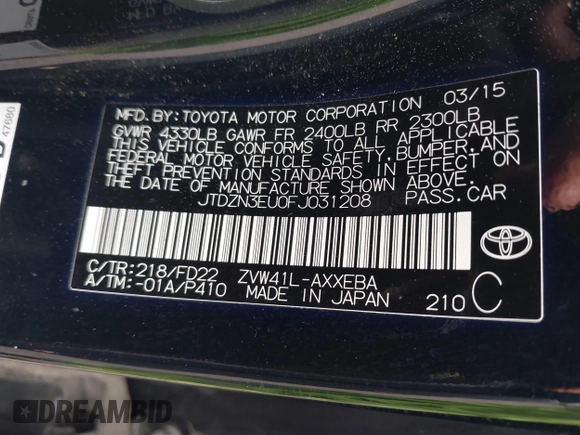 MFD. BY: TOYOTA MOTOR CORPORATION 03/15
GVWR 4330LB GAWR FR 2400LB RR 2300LB
THIS VEHICLE CONFORMS TO ALL APPLICABLE
FEDERAL MOTOR VEHICLE SAFETY, BUMPER, AND
THEFT PREVENTION STANDARDS IN EFFECT ON
THE DATE OF MANUFACTURE SHOWN ABOVE.
JTDZN3EU0FJ031208 PASS. CAR
C/TR: 218/FD22 ZVW41L-AXXEBA
A/TM: -01A/P410 MADE IN JAPAN 210 C
47680
DREAMBID